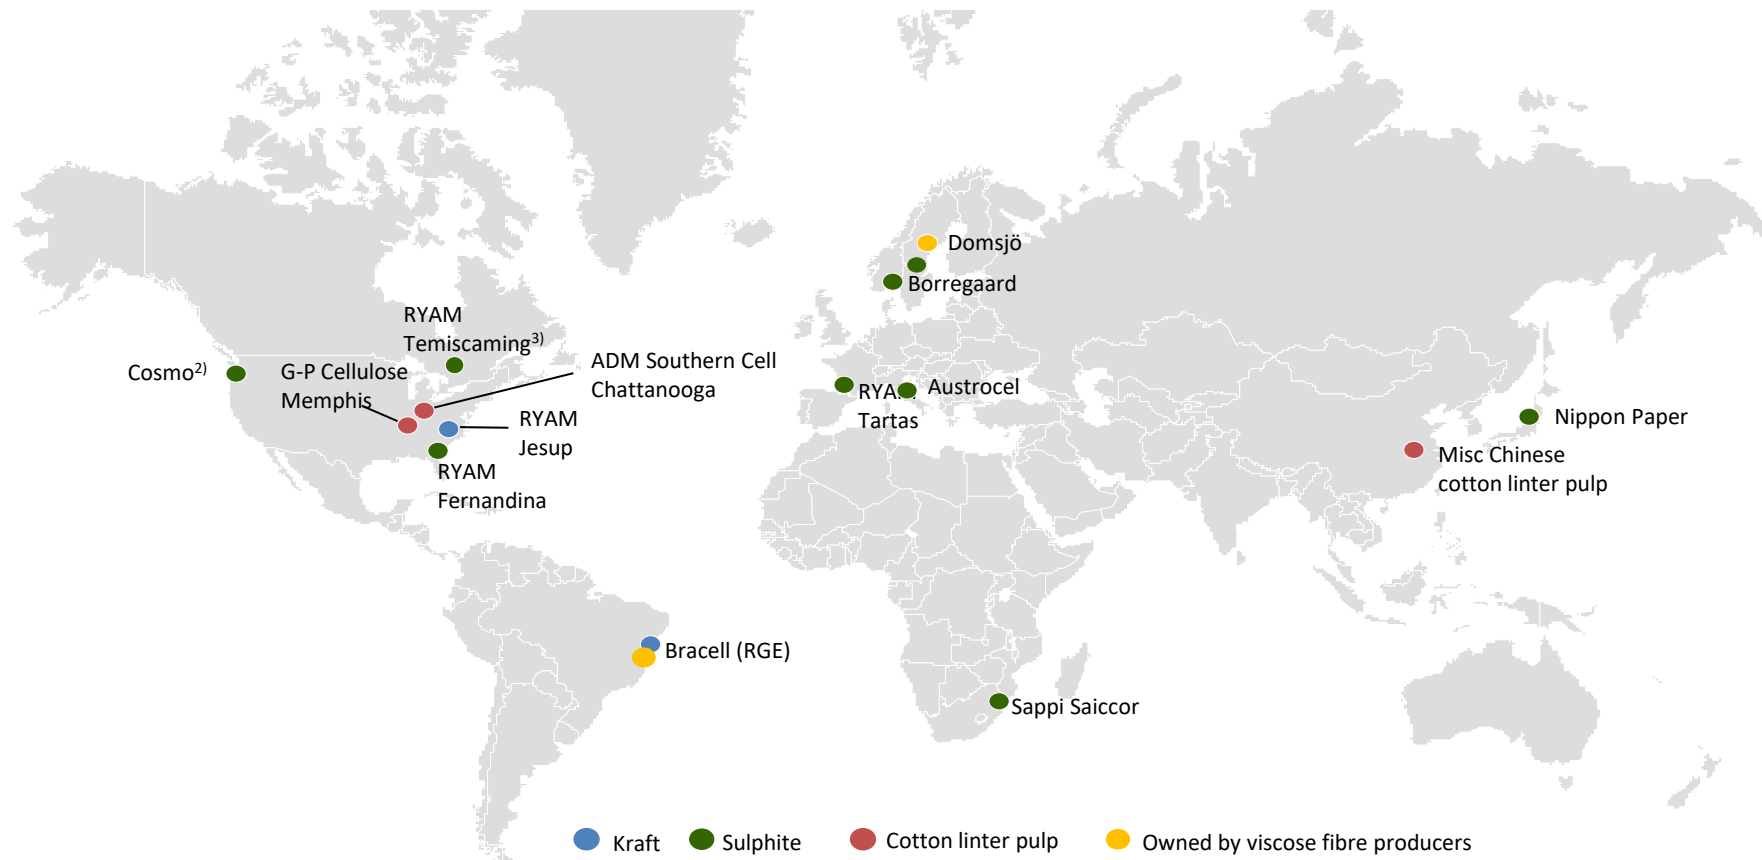 Domsjö
Borregaard
RYAM
Temiscaming3)
ADM Southern Cell
Chattanooga
Cosmo2)
G-P Cellulose
Memphis
RYAM
Jesup
RYAM
Fernandina
RYAM
Tartas
Austrocel
Nippon Paper
Misc Chinese
cotton linter pulp
Bracell (RGE)
Sappi Saiccor
Kraft
Sulphite
Cotton linter pulp
Owned by viscose fibre producers